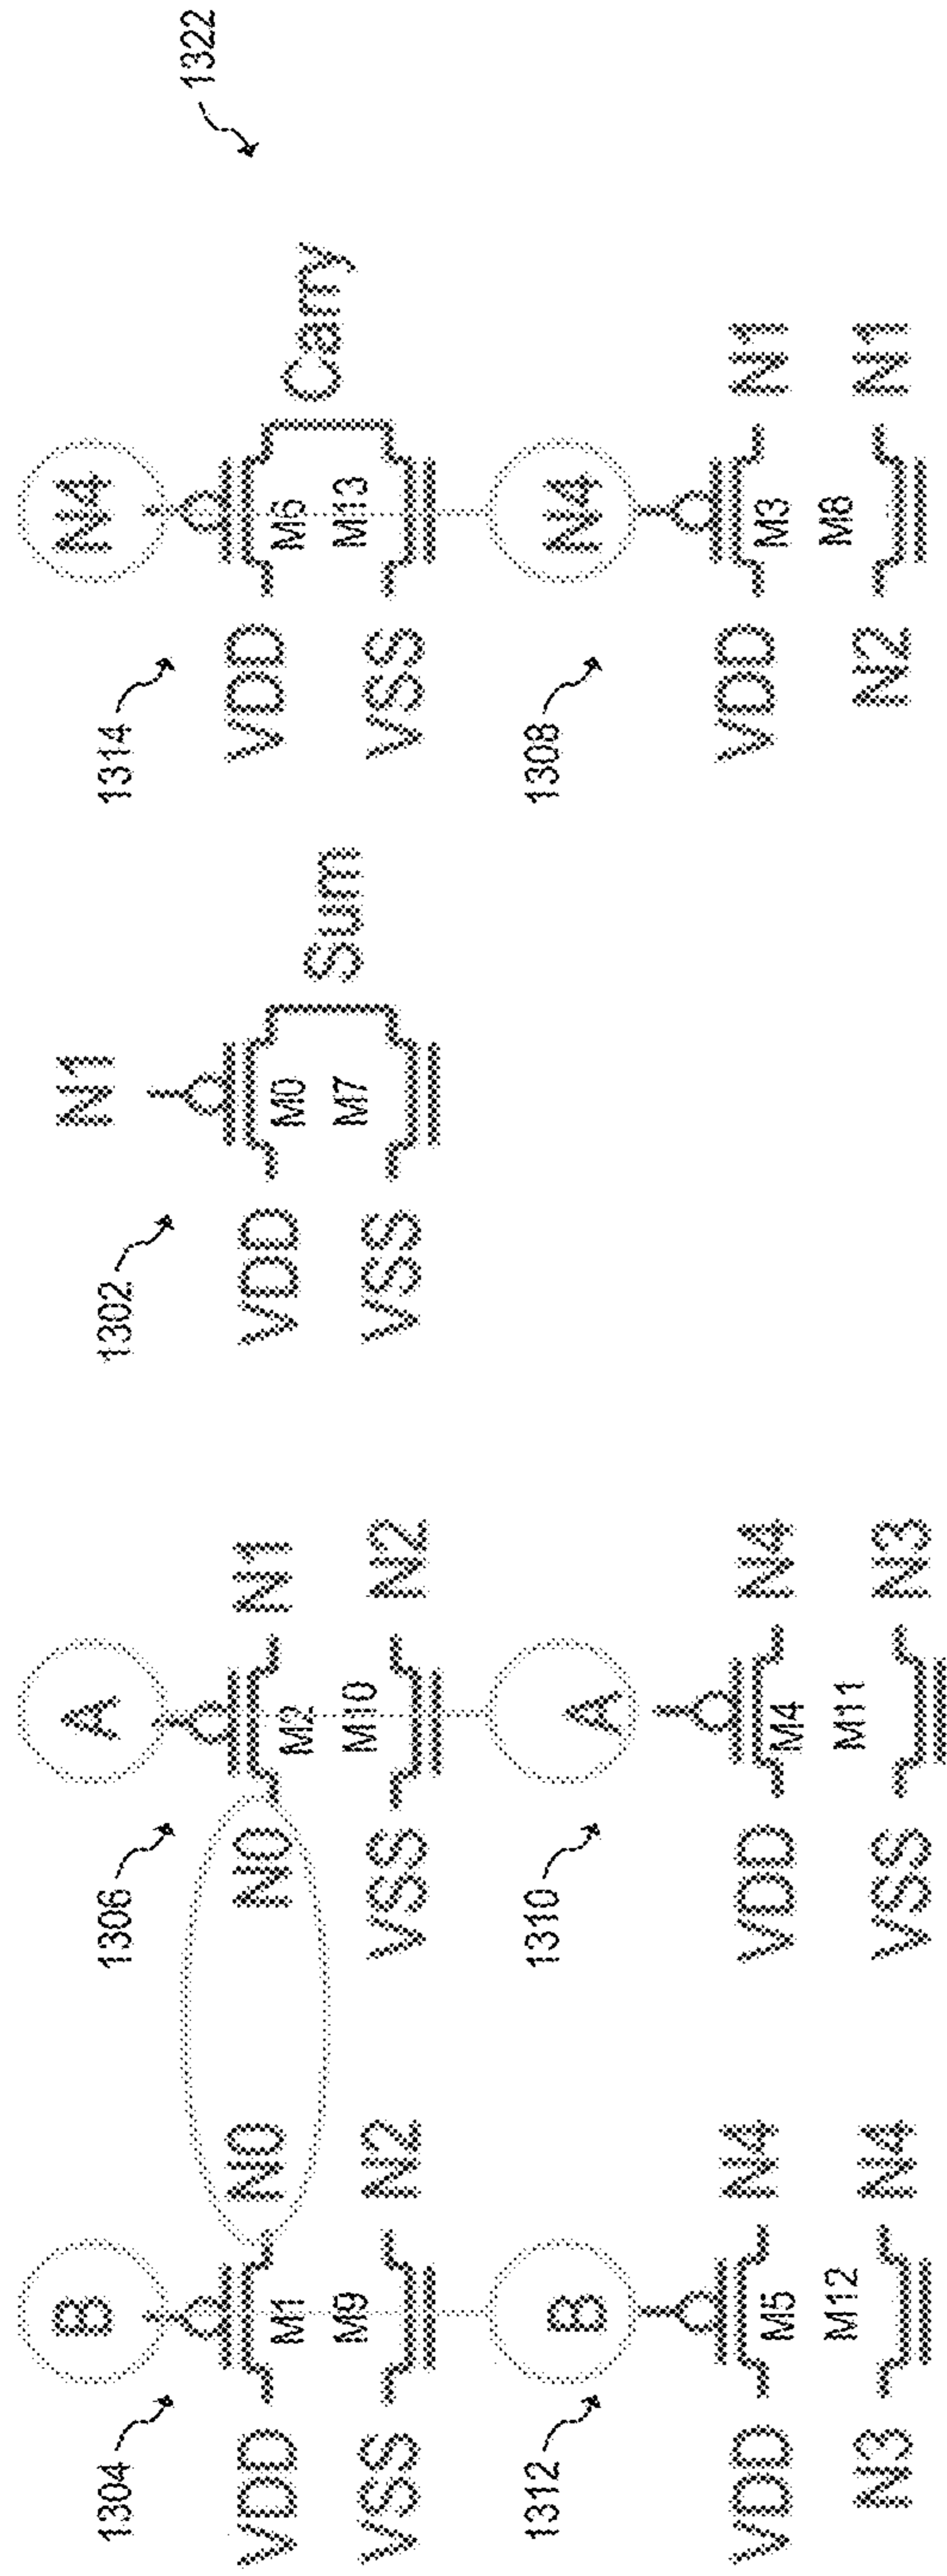 B A N1 N4
1304 1306 1302 1314 1322
VDD N0 N0 N1 VDD VDD
M1 M2 M0 M6
Sum Carry
M9 M10 M7 M13
VSS N2 VSS N2 VSS VSS
1312 1310 1308
B A N4
VDD N4 VDD N4 VDD N1
M5 M4 M3
M12 M11 M8
N3 N4 VSS N3 N2 N1